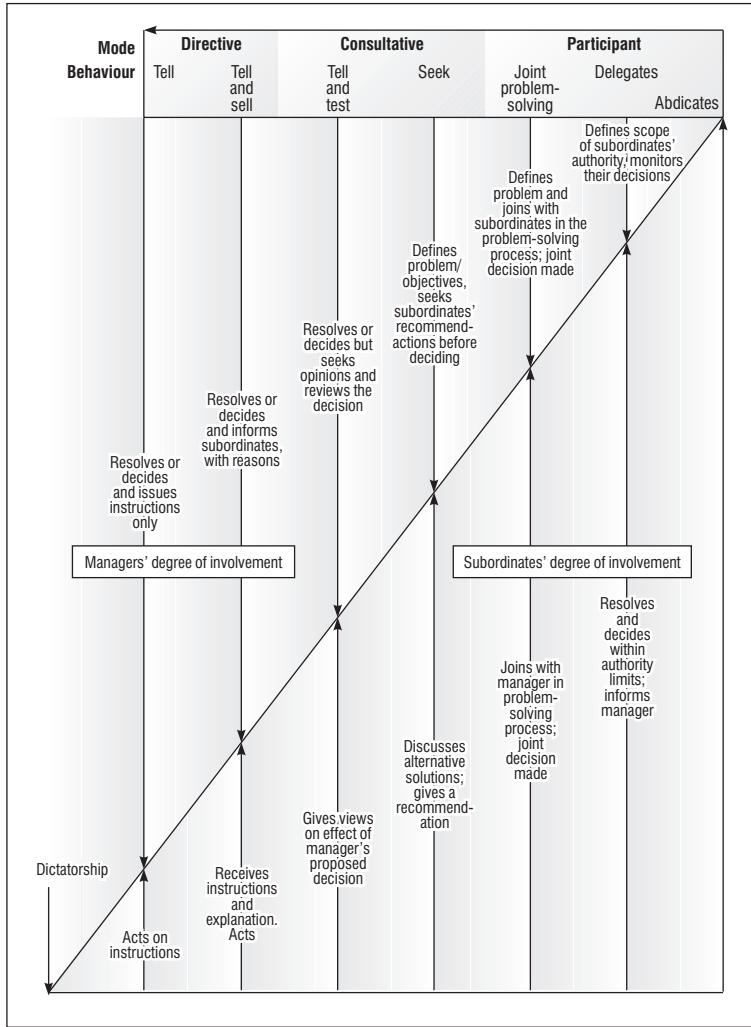 Mode
Directive
Consultative
Participant
Behaviour
Tell
Tell
and
sell
Tell
and
test
Seek
Joint
problem-
solving
Delegates
Abdicates
Defines scope
of subordinates'
authority, monitors
their decisions
Defines
problem and
joins with
subordinates in the
problem-solving
process; joint
decision made
Defines
problem/
objectives,
seeks
subordinates'
recommend-
actions before
deciding
Resolves or
decides but
seeks
opinions and
reviews the
decision
Resolves or
decides
and informs
subordinates,
with reasons
Resolves or
decides
and issues
instructions
only
Managers' degree of involvement
Subordinates' degree of involvement
Resolves
and
decides
within
authority
limits;
informs
manager
Joins with
manager in
problem-
solving
process;
joint
decision
made
Discusses
alternative
solutions;
gives a
recommend-
ation
Gives views
on effect of
manager's
proposed
decision
Receives
instructions
and
explanation.
Acts
Dictatorship
Acts on
instructions